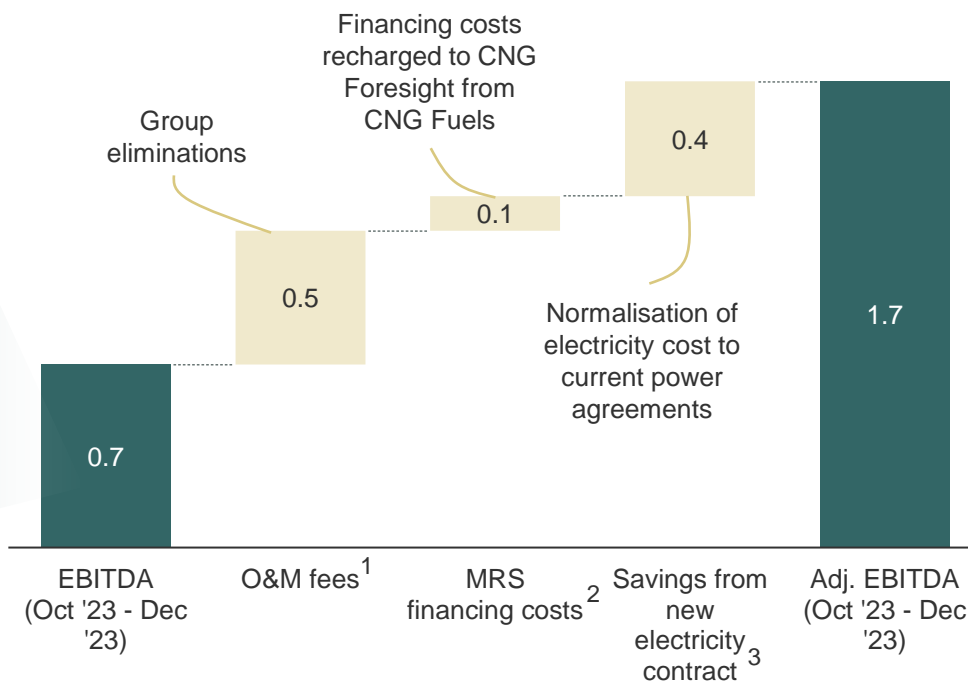 Financing costs
recharged to CNG
Foresight from
CNG Fuels
Group
eliminations
0.4
0.1
0.5
Normalisation of
electricity cost to
current power
agreements
1.7
0.7
EBITDA
(Oct '23 - Dec
'23)
O&M fees1
MRS
financing costs2
Savings from
new
electricity
contract3
Adj. EBITDA
(Oct '23 - Dec
'23)